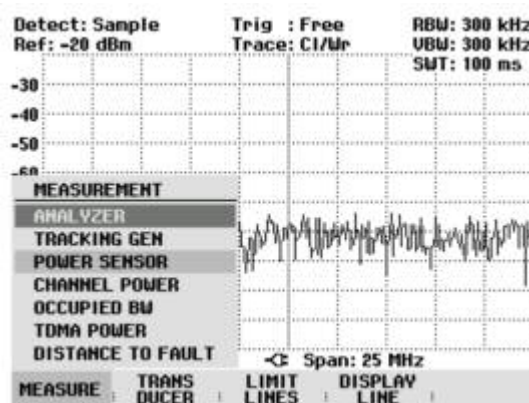 Detect: Sample Trig : Free RBW: 300 kHz
Ref: -20 dBm Trace: Cl/Wr VBW: 300 kHz
SWT: 100 ms
-30
-40
-50
-60
MEASUREMENT
ANALYZER
TRACKING GEN
POWER SENSOR
CHANNEL POWER
OCCUPIED BW
TDMA POWER
DISTANCE TO FAULT
Span: 25 MHz
MEASURE TRANS DUCER LIMIT LINES DISPLAY LINE